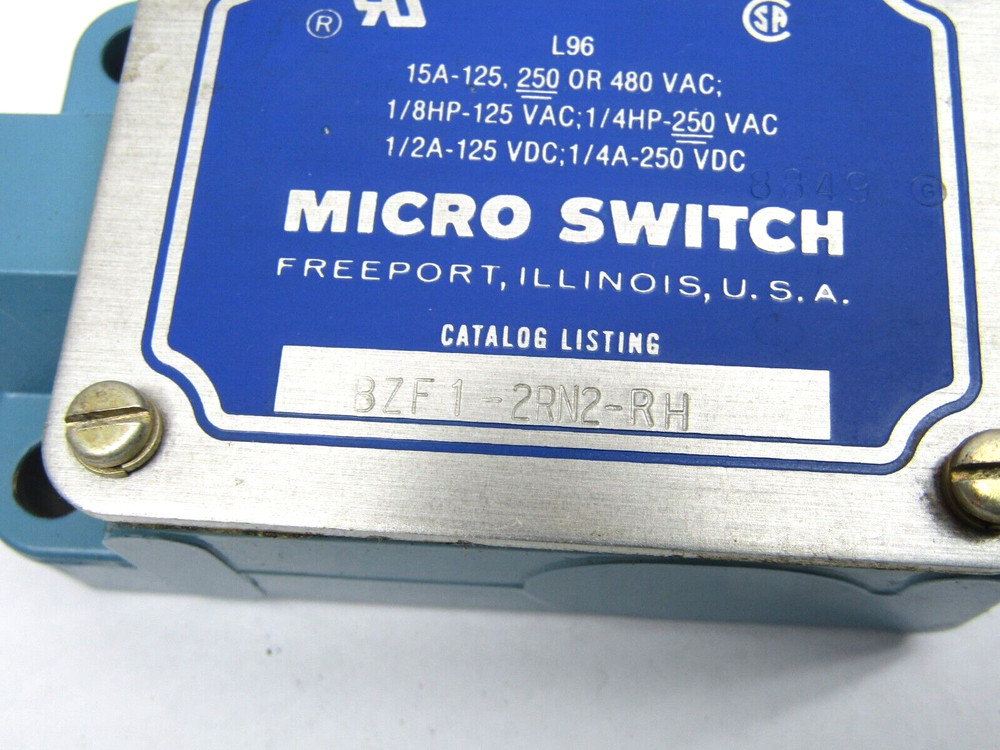 ®
L96
15A-125, 250 OR 480 VAC;
1/8HP-125 VAC; 1/4HP-250 VAC
1/2A-125 VDC; 1/4A-250 VDC
8349 G
MICRO SWITCH
FREEPORT, ILLINOIS, U.S.A.
CATALOG LISTING
BZF1-2RN2-RH